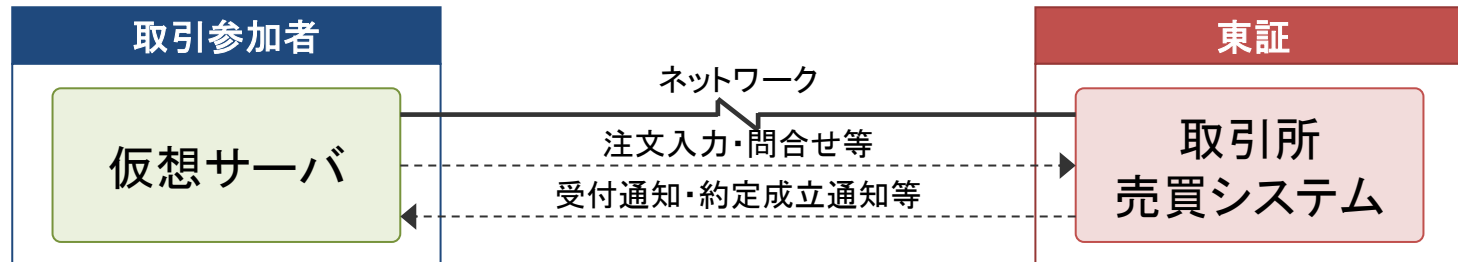 取引参加者
東証
ネットワーク
仮想サーバ
注文入力・問合せ等
受付通知・約定成立通知等
取引所
売買システム